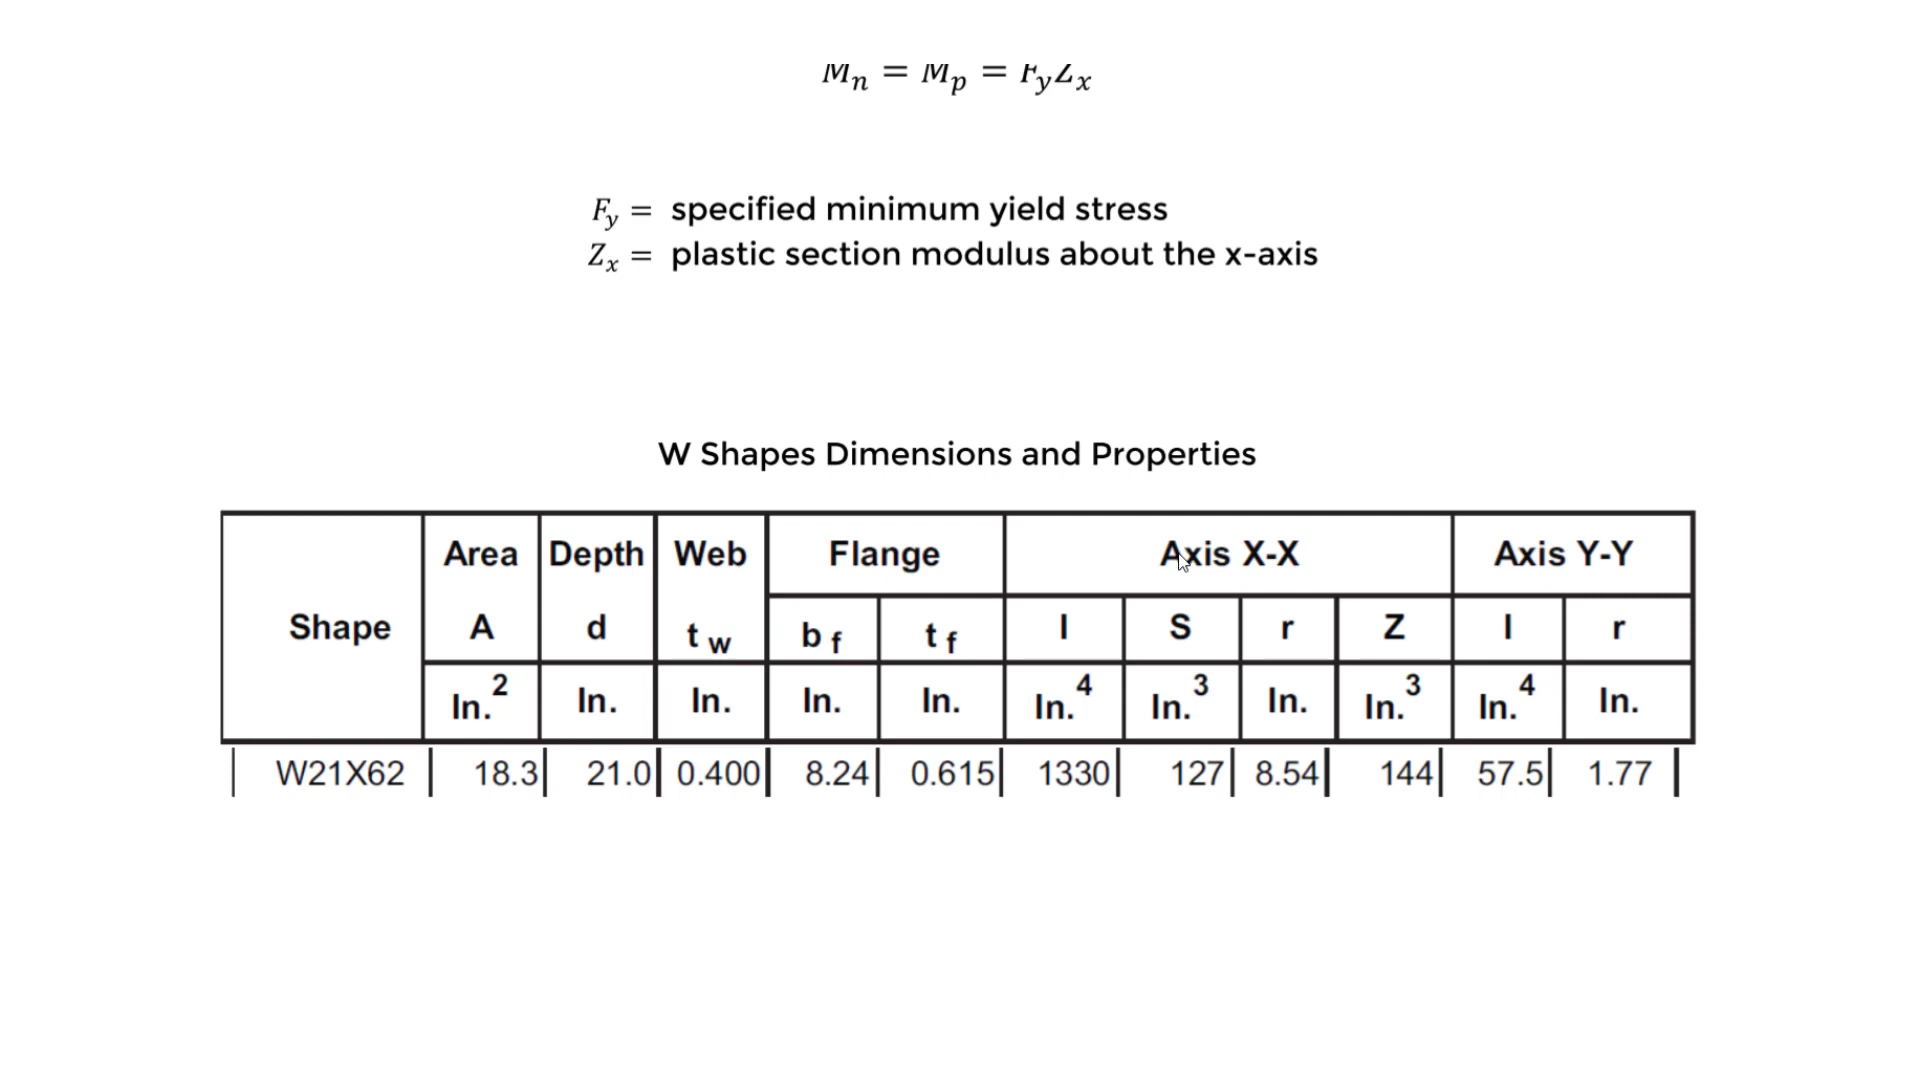 Mn = Mp = FyZx
Fy = specified minimum yield stress
Zx = plastic section modulus about the x-axis
W Shapes Dimensions and Properties
Area Depth Web Flange Axis X-X Axis Y-Y
Shape A d t w b f t f I S r Z I r
In.2 In. In. In. In. In.4 In.3 In. In.3 In.4 In.
W21X62 18.3 21.0 0.400 8.24 0.615 1330 127 8.54 144 57.5 1.77